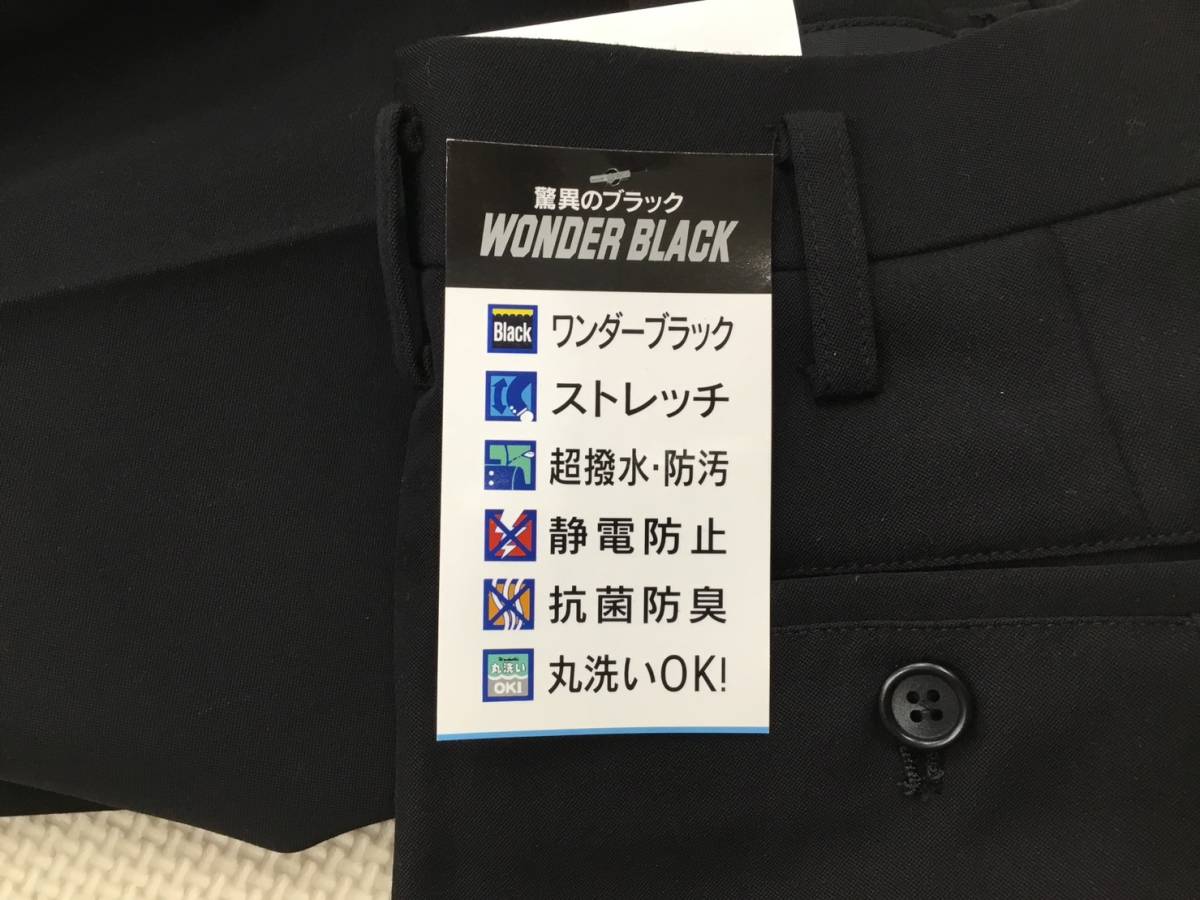 驚異のブラック
WONDER BLACK
Black ワンダーブラック
ストレッチ
超撥水・防汚
静電防止
抗菌防臭
丸洗い
OK!
丸洗いOK!